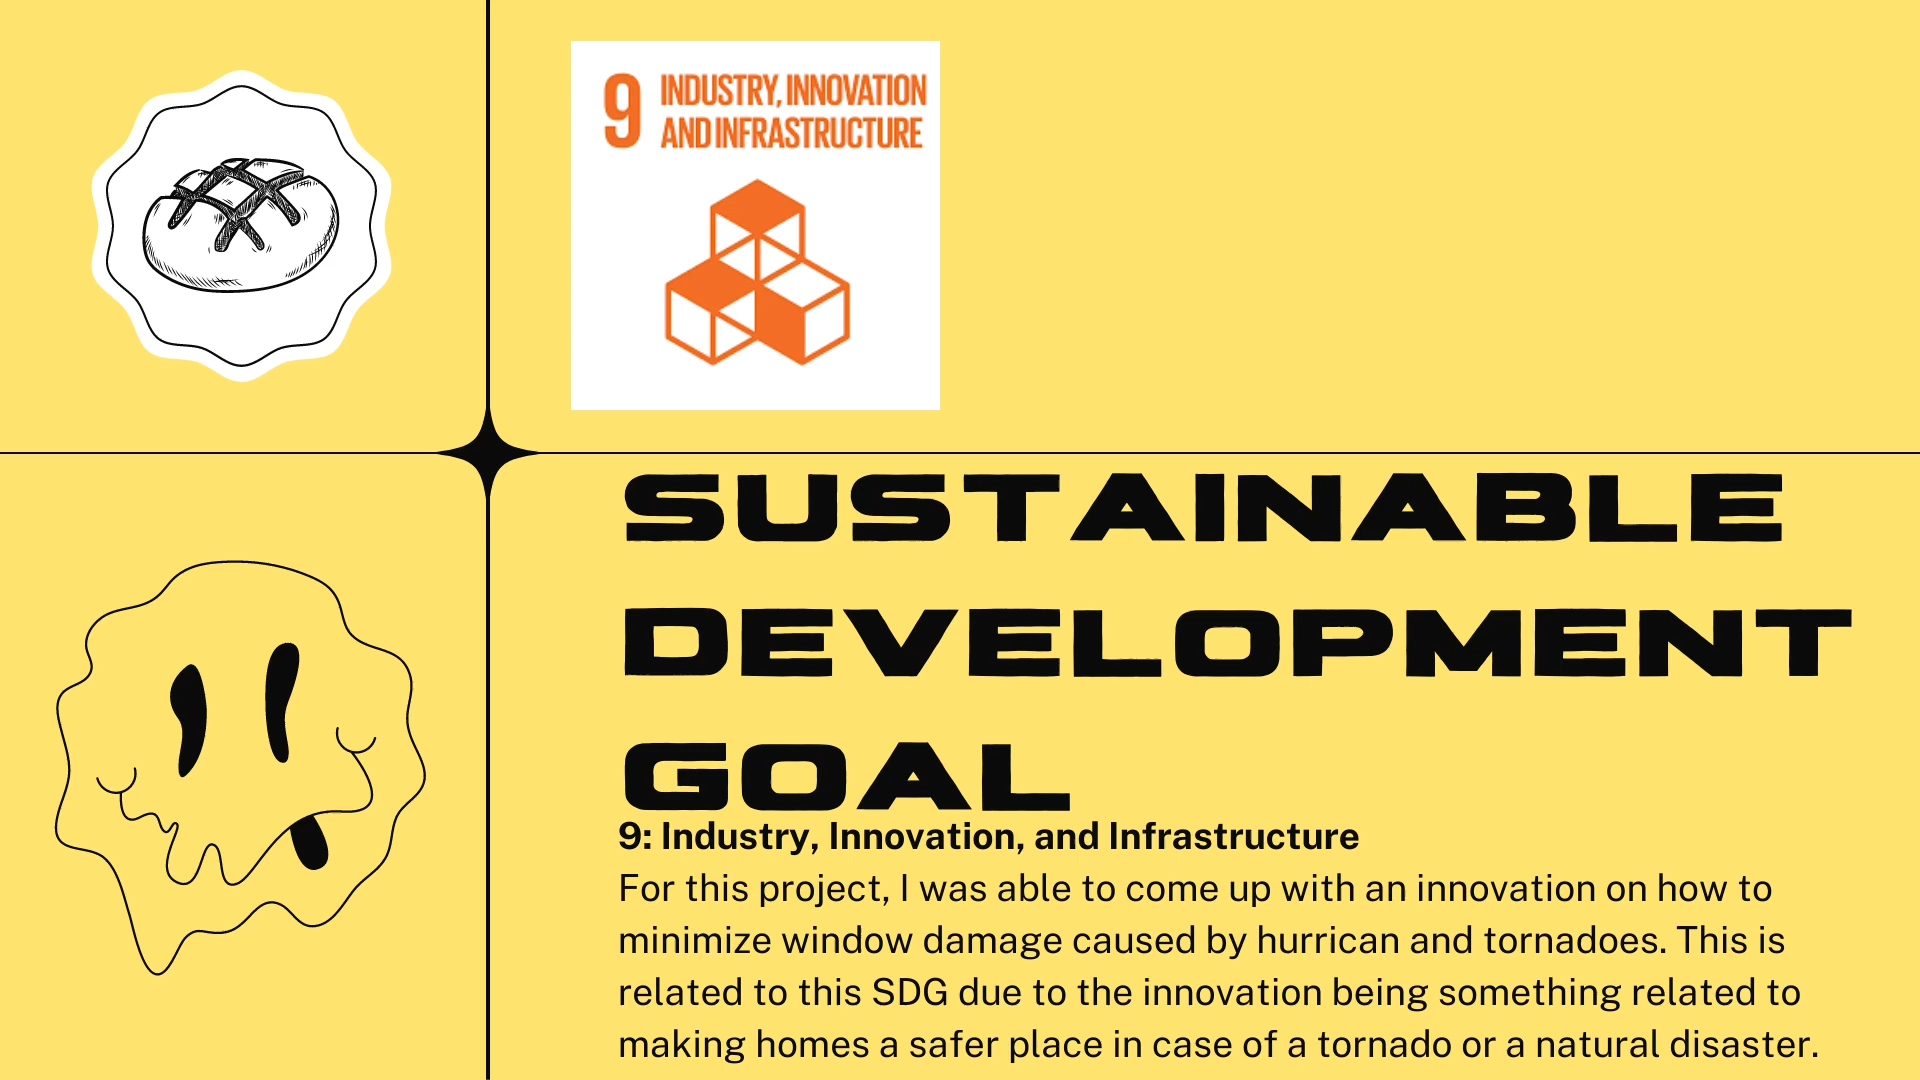 9 INDUSTRY, INNOVATION
AND INFRASTRUCTURE
SUSTAINABLE
DEVELOPMENT
GOAL
9: Industry, Innovation, and Infrastructure
For this project, I was able to come up with an innovation on how to
minimize window damage caused by hurrican and tornadoes. This is
related to this SDG due to the innovation being something related to
making homes a safer place in case of a tornado or a natural disaster.